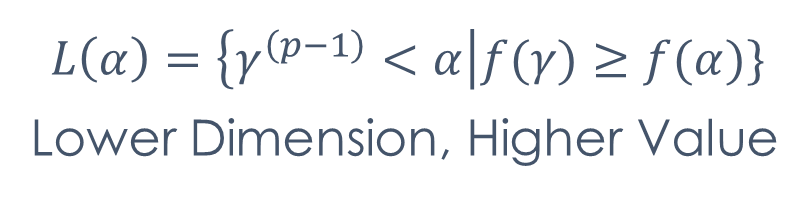 L(α) = {γ⁽ᵖ⁻¹⁾ < α|f(γ) ≥ f(α)}
Lower Dimension, Higher Value